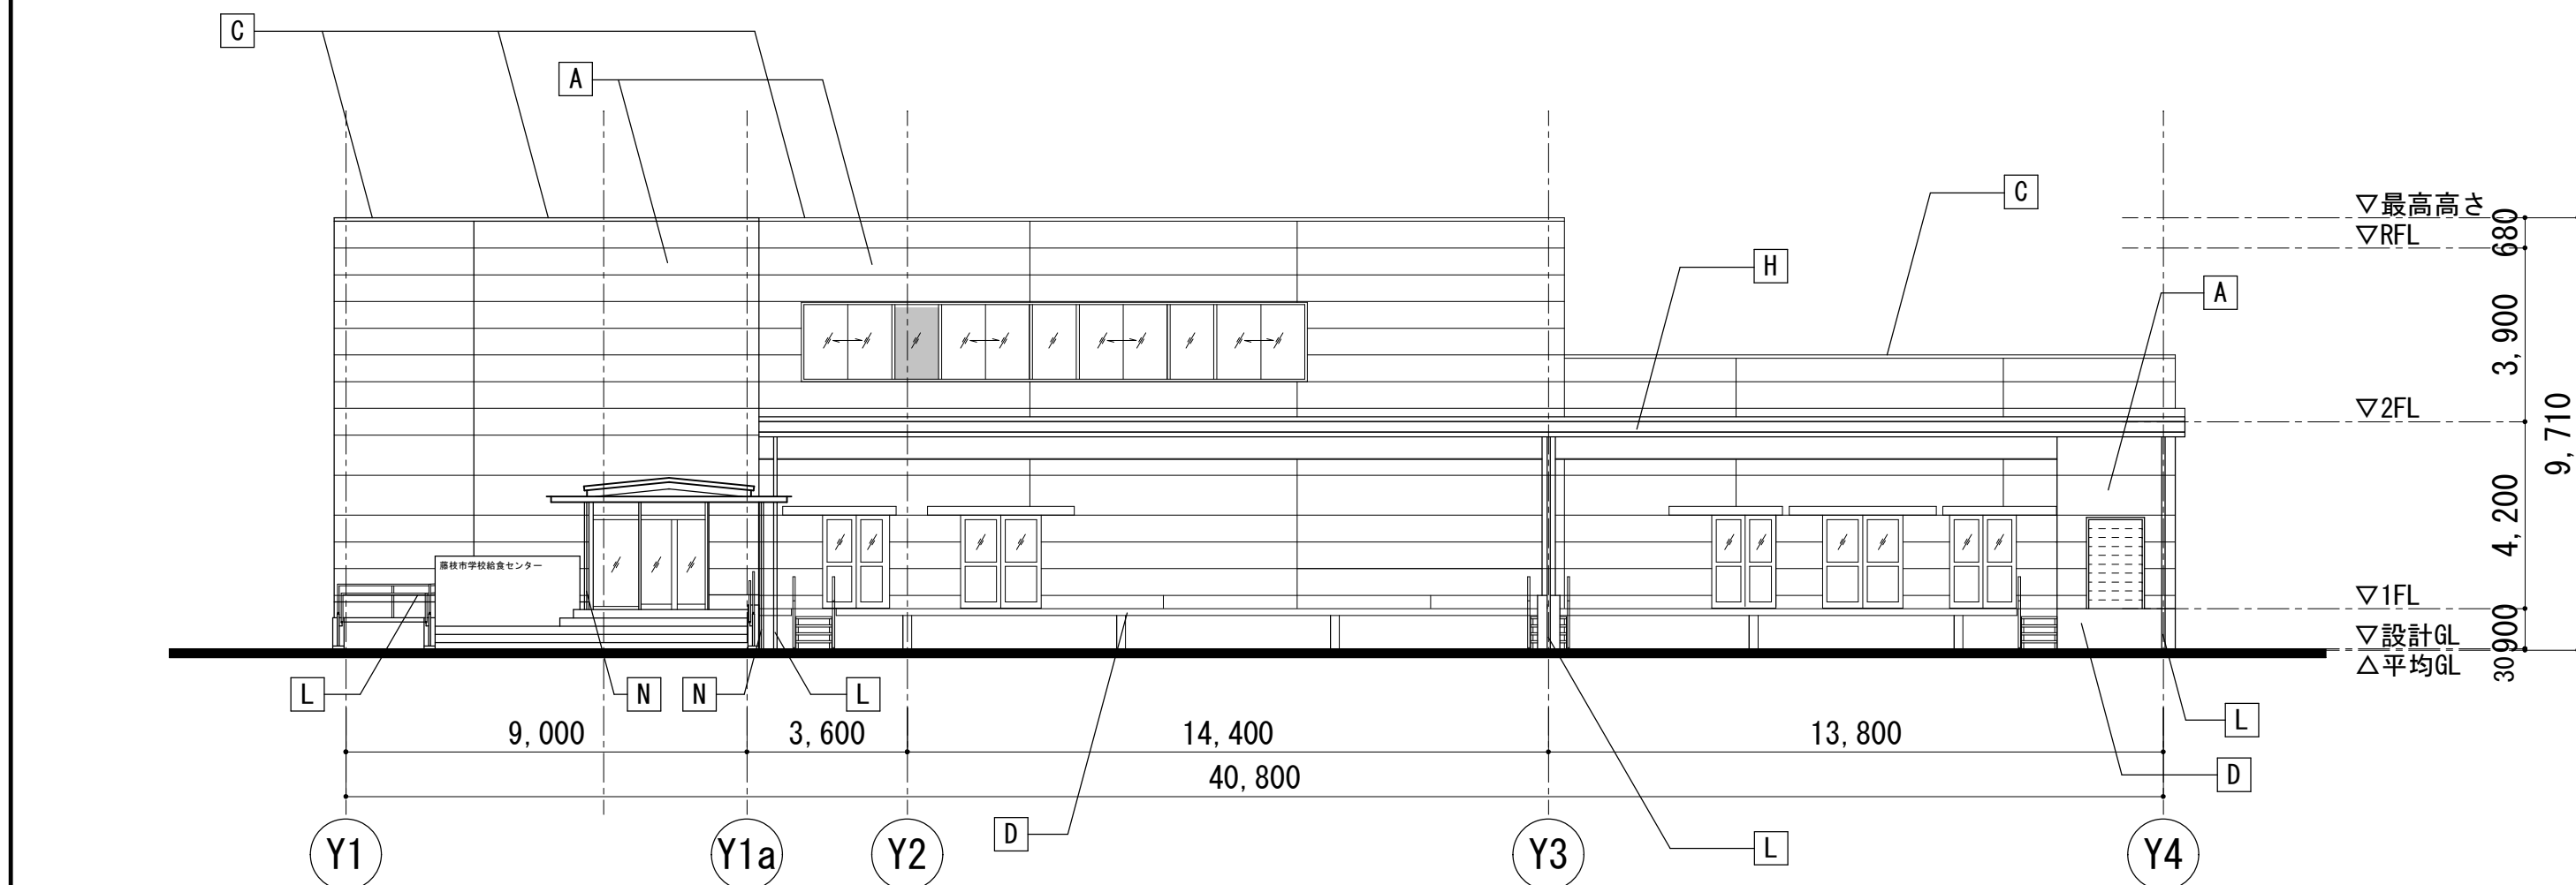 C
A
C
H
A
▽最高高さ
680
▽RFL
3,900
▽2FL
9,710
4,200
▽1FL
900
▽設計GL
30
△平均GL
藤枝市学校給食センター
L
N
N
L
L
D
D
L
9,000
3,600
14,400
13,800
40,800
Y1
Y1a
Y2
Y3
Y4